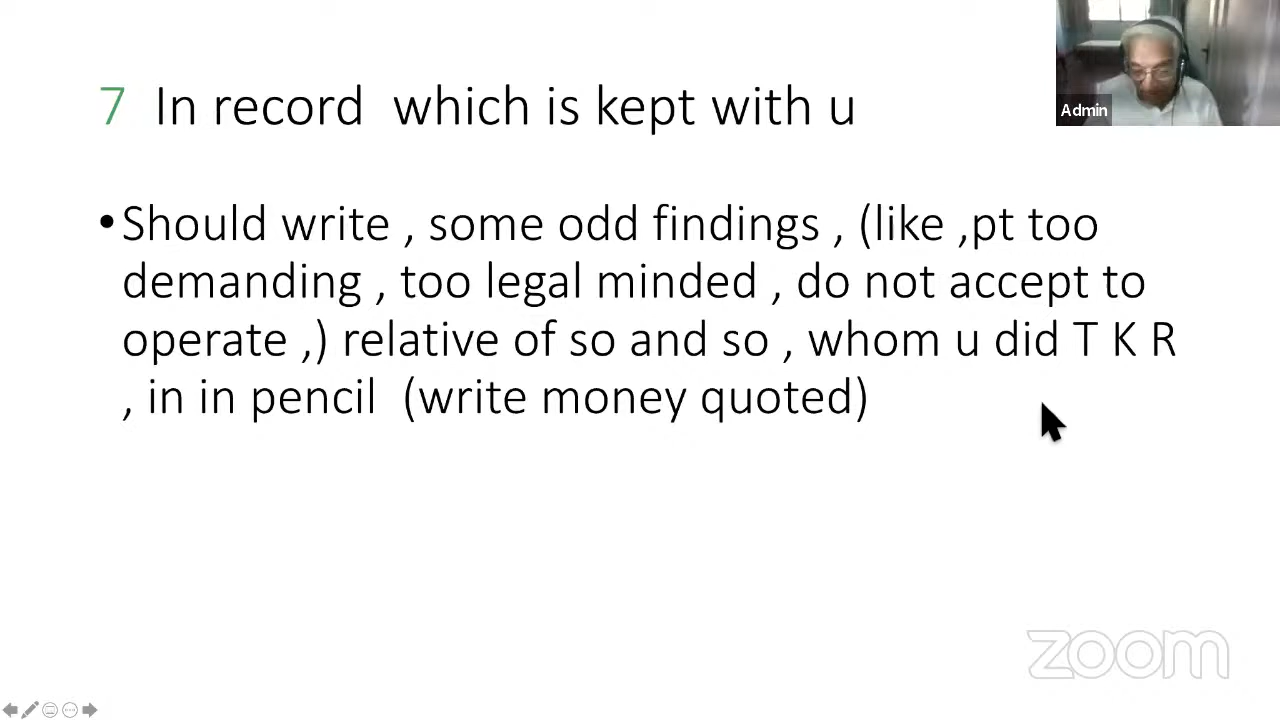 7 In record which is kept with u
Admin
•Should write , some odd findings , (like ,pt too
demanding , too legal minded , do not accept to
operate ,) relative of so and so , whom u did T K R
, in in pencil (write money quoted)
zoom